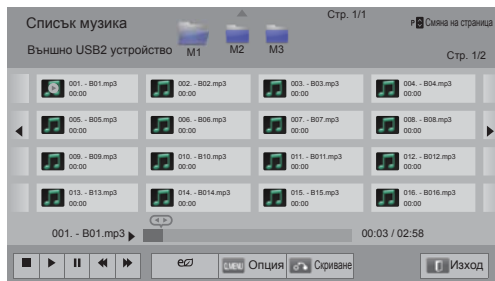 Списък музика
Стр. 1/1
P Смяна на страница
Външно USB2 устройство
M1
M2
M3
Стр. 1/2
001. - B01.mp3
00:00
002. - B02.mp3
00:00
003. - B03.mp3
00:00
004. - B04.mp3
00:00
005. - B05.mp3
00:00
006. - B06.mp3
00:00
007. - B07.mp3
00:00
008. - B08.mp3
00:00
009. - B09.mp3
00:00
010. - B10.mp3
00:00
011. - B011.mp3
00:00
012. - B012.mp3
00:00
013. - B13.mp3
00:00
014. - B014.mp3
00:00
015. - B15.mp3
00:00
016. - B016.mp3
00:00
001. - B01.mp3
00:03 / 02:58
Q.MENU Опция
Скриване
Изход